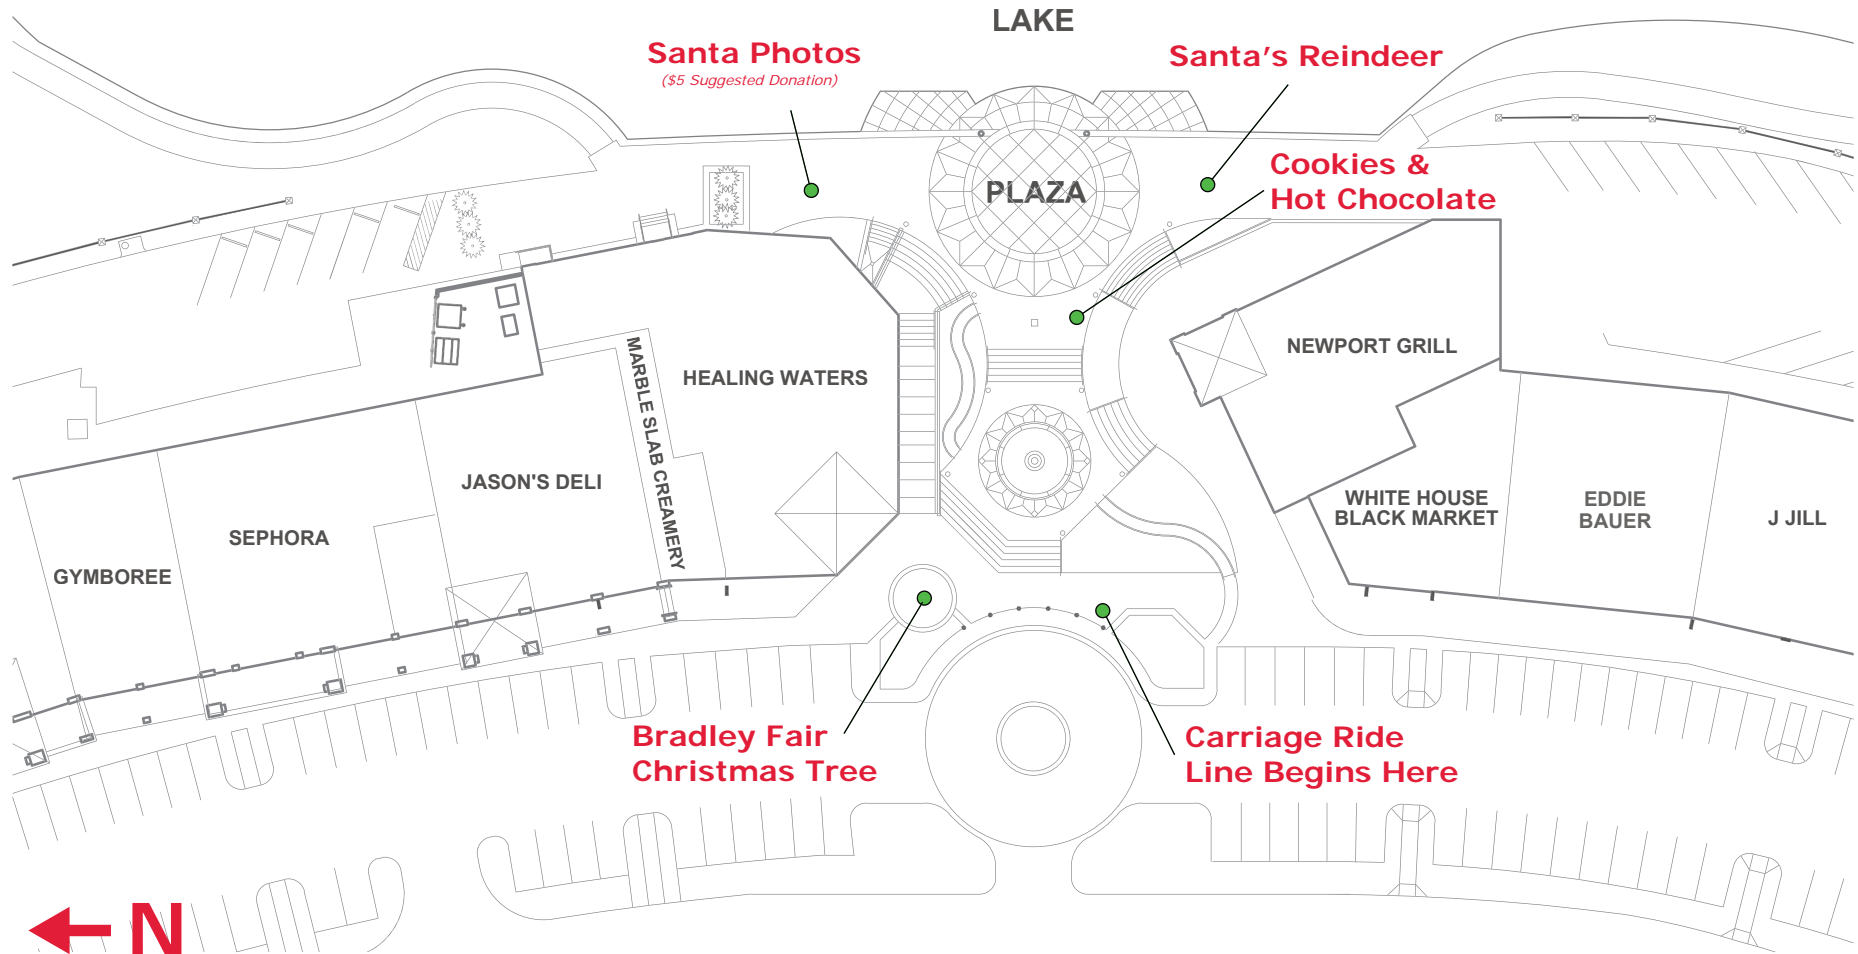 LAKE
Santa Photos
($5 Suggested Donation)
Santa’s Reindeer
Cookies &
Hot Chocolate
PLAZA
NEWPORT GRILL
HEALING WATERS
MARBLE SLAB CREAMERY
JASON'S DELI
SEPHORA
GYMBOREE
WHITE HOUSE
BLACK MARKET
EDDIE
BAUER
J JILL
Bradley Fair
Christmas Tree
Carriage Ride
Line Begins Here
N